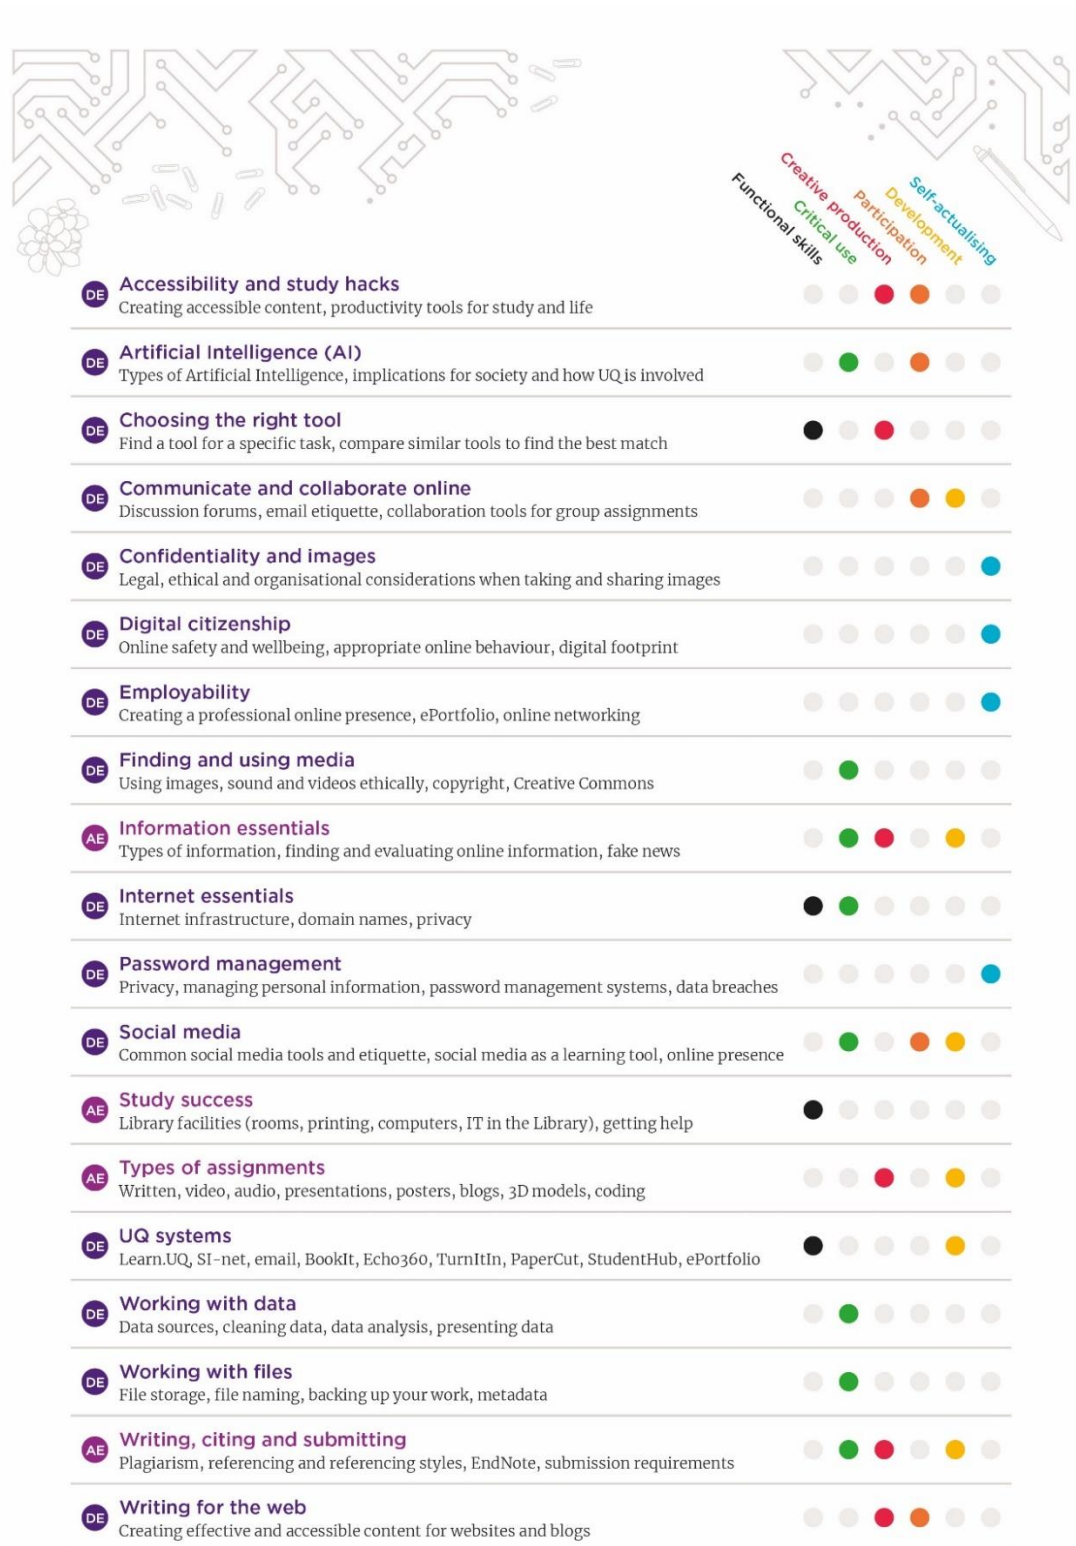 Functional skills
Critical use
Creative production
Participation
Development
Self-actualising
DE Accessibility and study hacks
Creating accessible content, productivity tools for study and life
DE Artificial Intelligence (AI)
Types of Artificial Intelligence, implications for society and how UQ is involved
DE Choosing the right tool
Find a tool for a specific task, compare similar tools to find the best match
DE Communicate and collaborate online
Discussion forums, email etiquette, collaboration tools for group assignments
DE Confidentiality and images
Legal, ethical and organisational considerations when taking and sharing images
DE Digital citizenship
Online safety and wellbeing, appropriate online behaviour, digital footprint
DE Employability
Creating a professional online presence, ePortfolio, online networking
DE Finding and using media
Using images, sound and videos ethically, copyright, Creative Commons
AE Information essentials
Types of information, finding and evaluating online information, fake news
DE Internet essentials
Internet infrastructure, domain names, privacy
DE Password management
Privacy, managing personal information, password management systems, data breaches
DE Social media
Common social media tools and etiquette, social media as a learning tool, online presence
AE Study success
Library facilities (rooms, printing, computers, IT in the Library), getting help
AE Types of assignments
Written, video, audio, presentations, posters, blogs, 3D models, coding
DE UQ systems
Learn.UQ, SI-net, email, BookIt, Echo360, TurnItIn, PaperCut, StudentHub, ePortfolio
DE Working with data
Data sources, cleaning data, data analysis, presenting data
DE Working with files
File storage, file naming, backing up your work, metadata
AE Writing, citing and submitting
Plagiarism, referencing and referencing styles, EndNote, submission requirements
DE Writing for the web
Creating effective and accessible content for websites and blogs